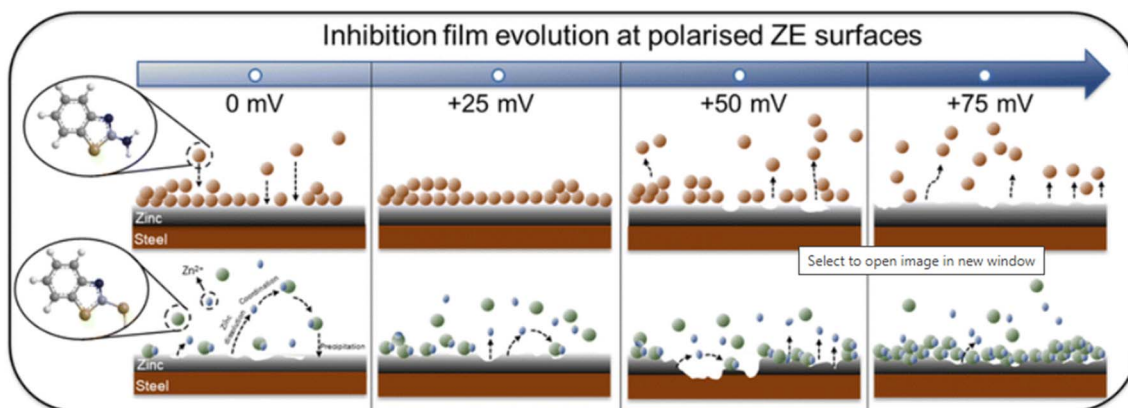 Inhibition film evolution at polarised ZE surfaces
0 mV
+25 mV
+50 mV
+75 mV
Zinc
Steel
Select to open image in new window
Zn²⁺
Coordination
Zinc
dissolution
Precipitation
Zinc
Steel